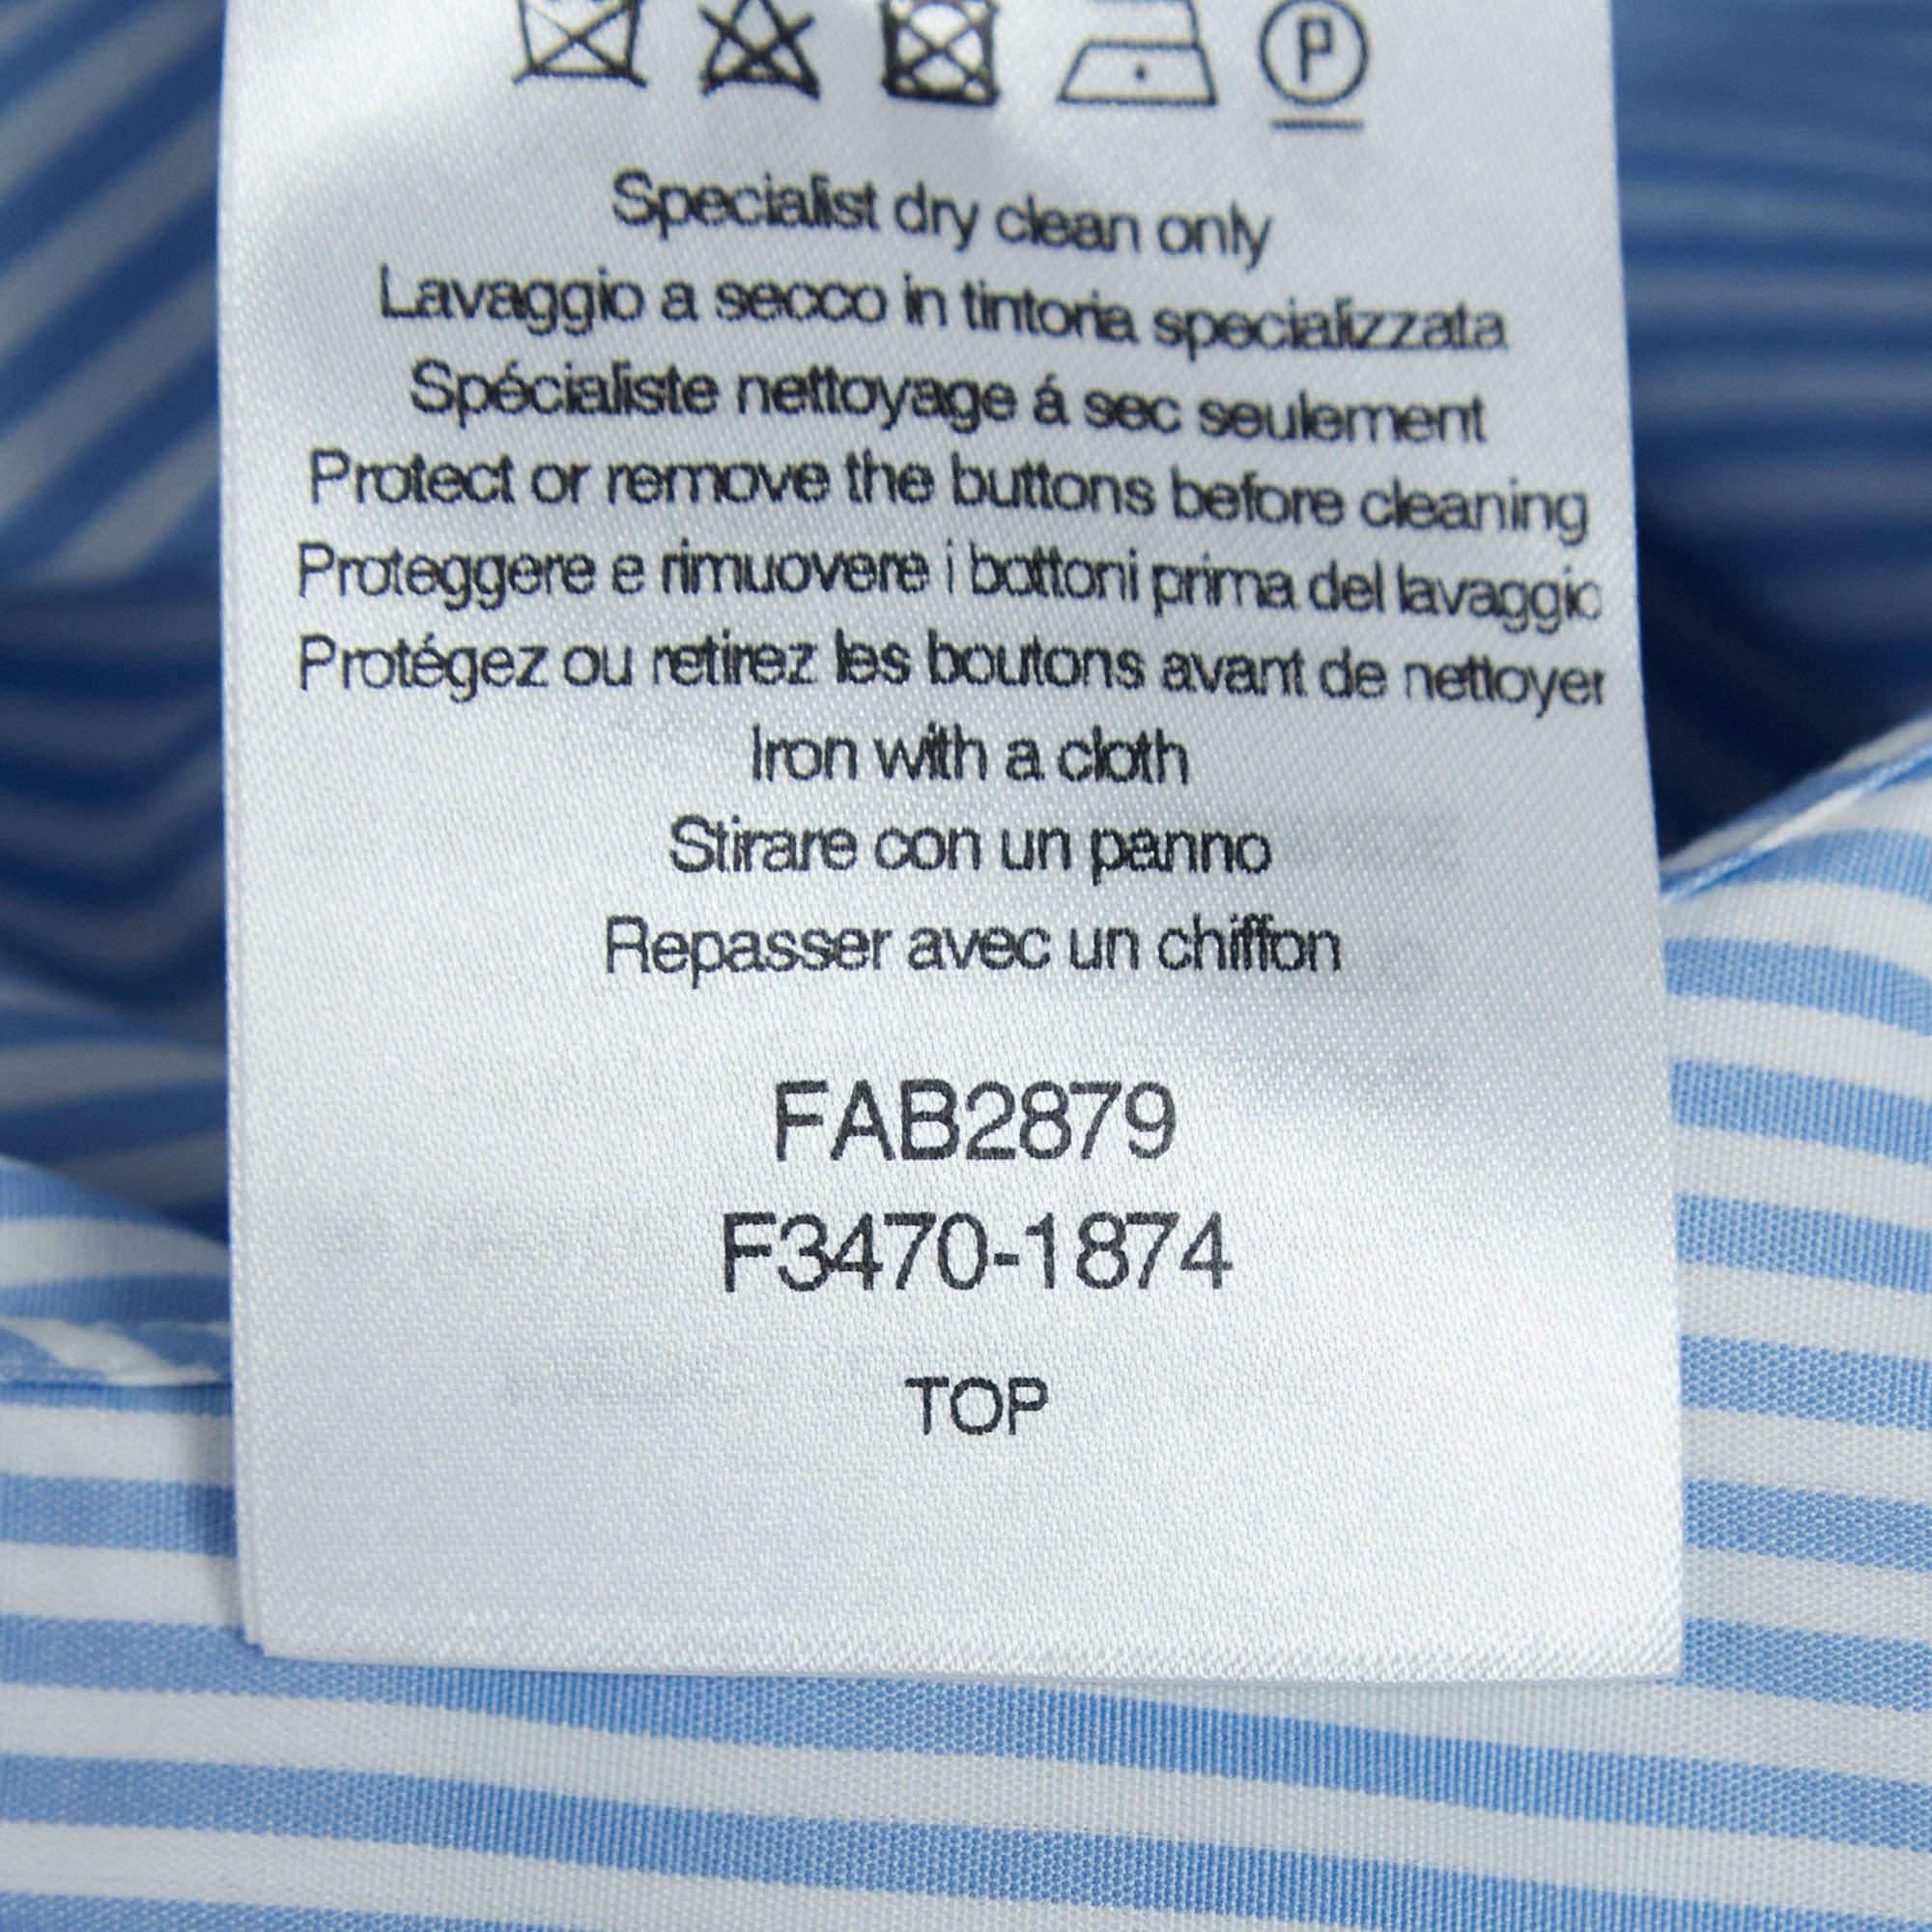 P
Specialist dry clean only
Lavaggio a secco in tintoria specializzata
Spécialiste nettoyage á sec seulement
Protect or remove the buttons before cleaning
Proteggere e rimuovere i bottoni prima del lavaggio
Protégez ou retirez les boutons avant de nettoyer
Iron with a cloth
Stirare con un panno
Repasser avec un chiffon
FAB2879
F3470-1874
TOP